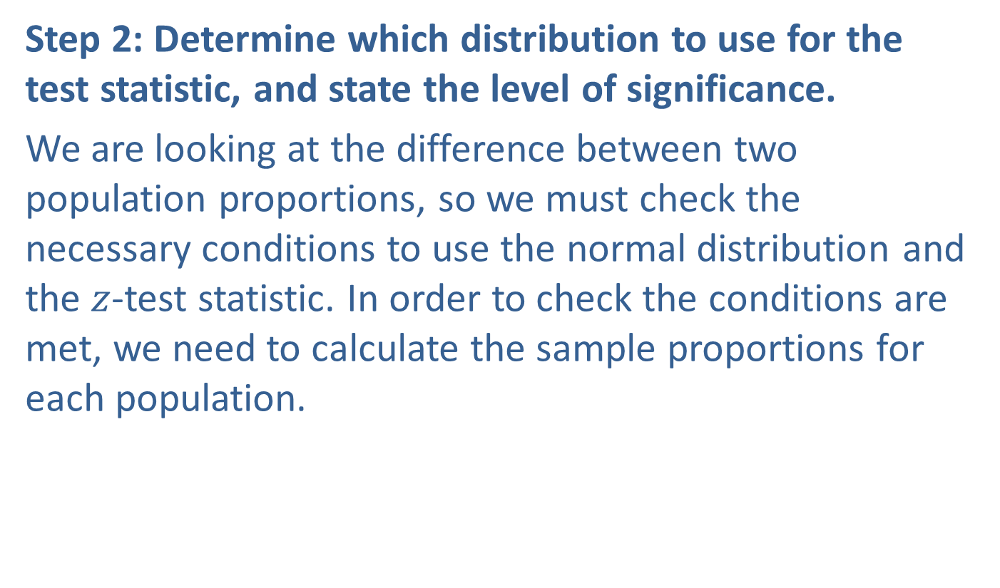 Step 2: Determine which distribution to use for the
test statistic, and state the level of significance.
We are looking at the difference between two
population proportions, so we must check the
necessary conditions to use the normal distribution and
the z-test statistic. In order to check the conditions are
met, we need to calculate the sample proportions for
each population.